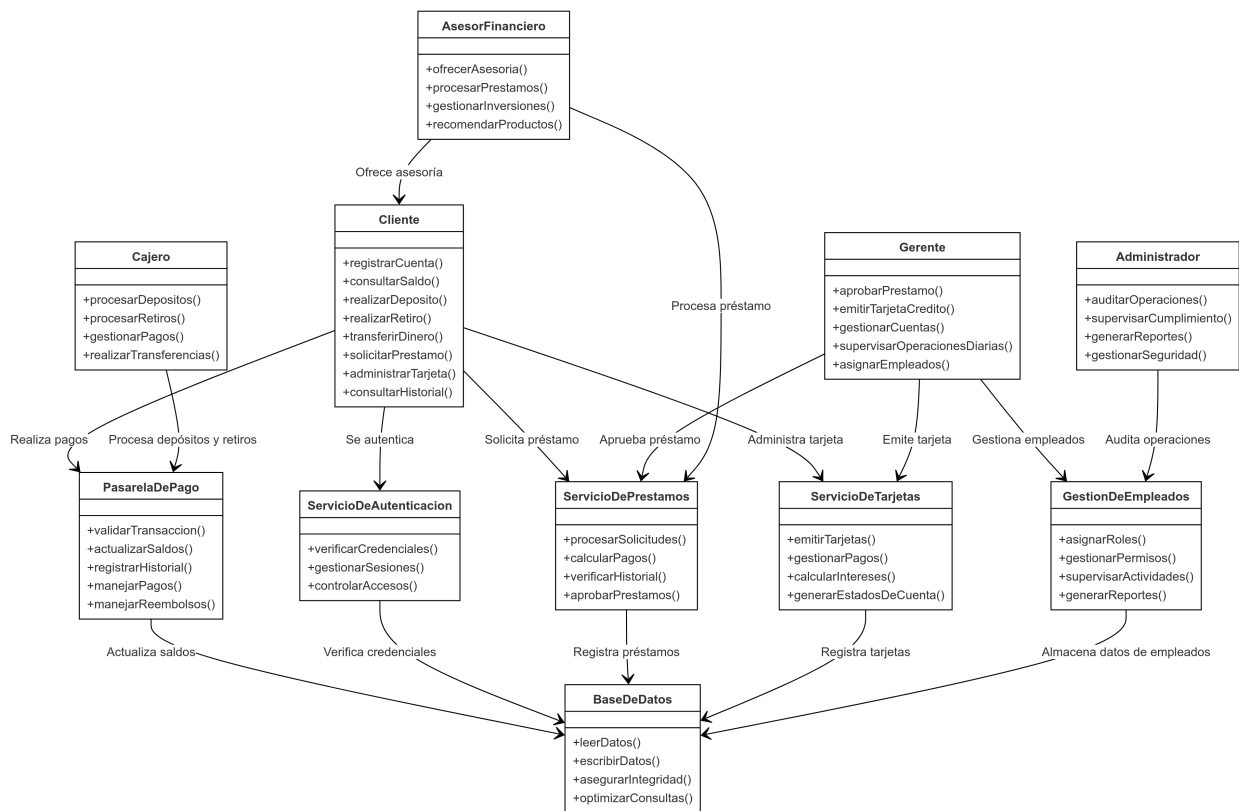 AsesorFinanciero
+ofrecerAsesoria()
+procesarPrestamos()
+gestionarInversiones()
+recomendarProductos()
Ofrece asesoría
Cliente
+registrarCuenta()
+consultarSaldo()
+realizarDeposito()
+realizarRetiro()
+transferirDinero()
+solicitarPrestamo()
+administrarTarjeta()
+consultarHistorial()
Cajero
+procesarDepositos()
+procesarRetiros()
+gestionarPagos()
+realizarTransferencias()
Procesa préstamo
Gerente
+aprobarPrestamo()
+emitirTarjetaCredito()
+gestionarCuentas()
+supervisarOperacionesDiarias()
+asignarEmpleados()
Administrador
+auditarOperaciones()
+supervisarCumplimiento()
+generarReportes()
+gestionarSeguridad()
Realiza pagos
Procesa depósitos y retiros
Se autentica
Solicita préstamo
Aprueba préstamo
Administra tarjeta
Emite tarjeta
Gestiona empleados
Audita operaciones
PasarelaDePago
+validarTransaccion()
+actualizarSaldos()
+registrarHistorial()
+manejarPagos()
+manejarReembolsos()
ServicioDeAutenticacion
+verificarCredenciales()
+gestionarSesiones()
+controlarAccesos()
ServicioDePrestamos
+procesarSolicitudes()
+calcularPagos()
+verificarHistorial()
+aprobarPrestamos()
ServicioDeTarjetas
+emitirTarjetas()
+gestionarPagos()
+calcularIntereses()
+generarEstadosDeCuenta()
GestionDeEmpleados
+asignarRoles()
+gestionarPermisos()
+supervisarActividades()
+generarReportes()
Actualiza saldos
Verifica credenciales
Registra préstamos
Registra tarjetas
Almacena datos de empleados
BaseDeDatos
+leerDatos()
+escribirDatos()
+asegurarIntegridad()
+optimizarConsultas()